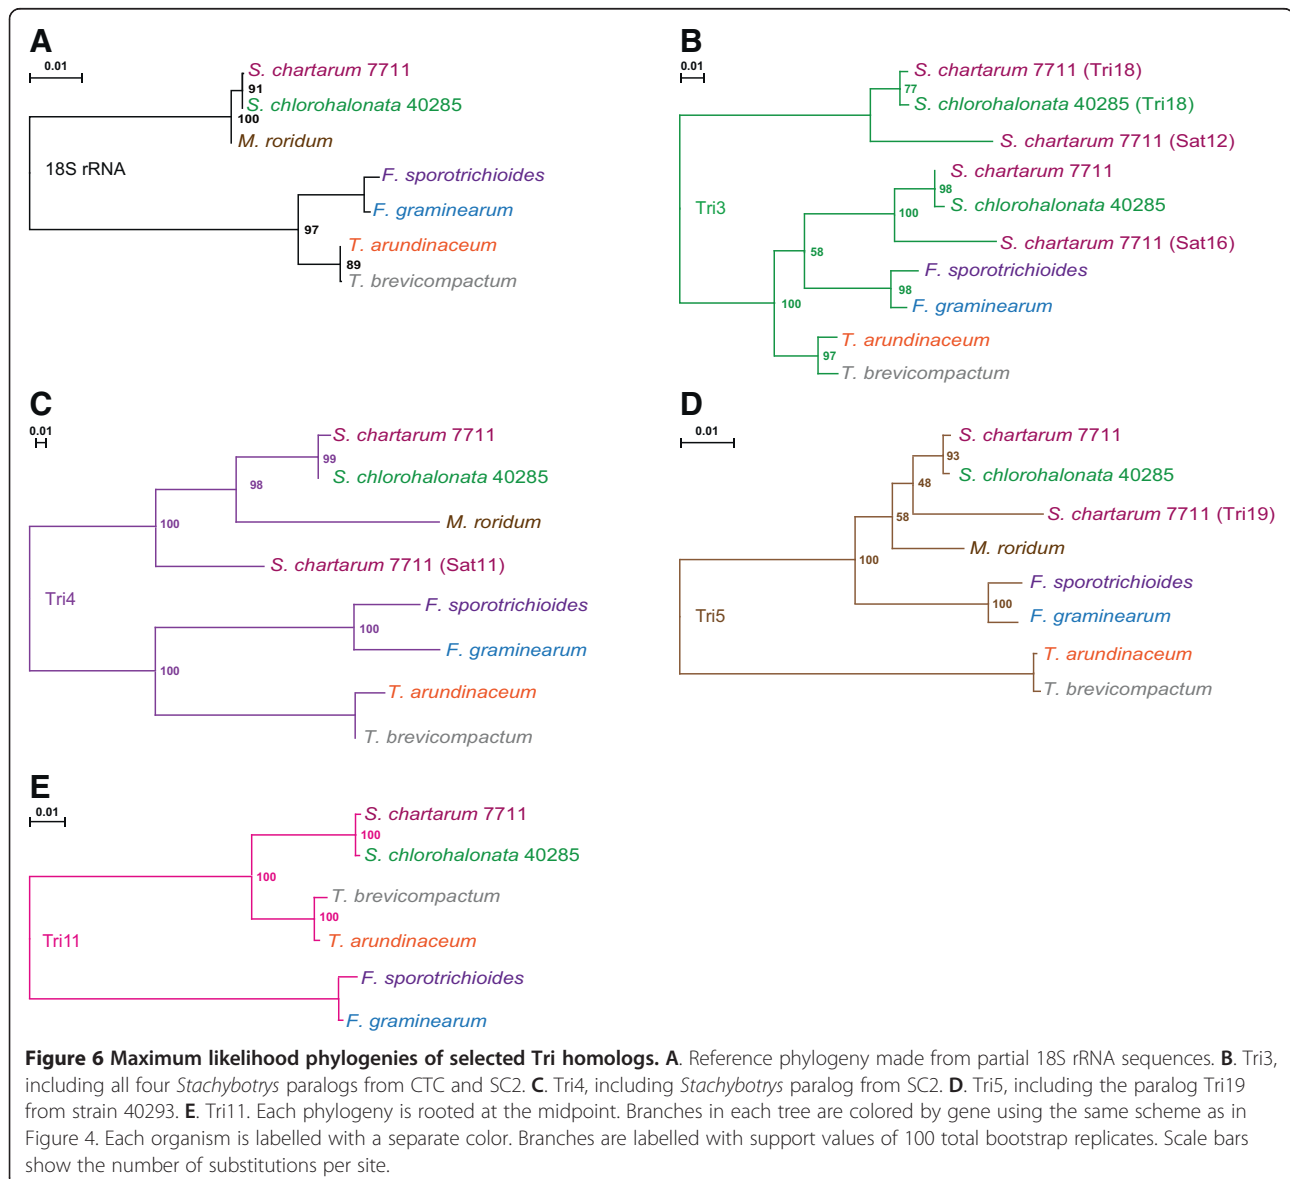 A
0.01
S. chartarum 7711
91
S. chlorohalonata 40285
100
M. roridum
18S rRNA
F. sporotrichioides
F. graminearum
97
T. arundinaceum
89
T. brevicompactum
B
0.01
S. chartarum 7711 (Tri18)
77
S. chlorohalonata 40285 (Tri18)
S. chartarum 7711 (Sat12)
S. chartarum 7711
98
S. chlorohalonata 40285
100
Tri3
S. chartarum 7711 (Sat16)
58
F. sporotrichioides
98
F. graminearum
100
T. arundinaceum
97
T. brevicompactum
C
0.01
S. chartarum 7711
99
S. chlorohalonata 40285
98
M. roridum
100
S. chartarum 7711 (Sat11)
Tri4
F. sporotrichioides
100
F. graminearum
100
T. arundinaceum
T. brevicompactum
D
0.01
S. chartarum 7711
93
S. chlorohalonata 40285
48
S. chartarum 7711 (Tri19)
58
M. roridum
100
F. sporotrichioides
100
F. graminearum
Tri5
T. arundinaceum
T. brevicompactum
E
0.01
S. chartarum 7711
100
S. chlorohalonata 40285
100
T. brevicompactum
100
T. arundinaceum
Tri11
F. sporotrichioides
F. graminearum
Figure 6 Maximum likelihood phylogenies of selected Tri homologs. A. Reference phylogeny made from partial 18S rRNA sequences. B. Tri3,
including all four Stachybotrys paralogs from CTC and SC2. C. Tri4, including Stachybotrys paralog from SC2. D. Tri5, including the paralog Tri19
from strain 40293. E. Tri11. Each phylogeny is rooted at the midpoint. Branches in each tree are colored by gene using the same scheme as in
Figure 4. Each organism is labelled with a separate color. Branches are labelled with support values of 100 total bootstrap replicates. Scale bars
show the number of substitutions per site.